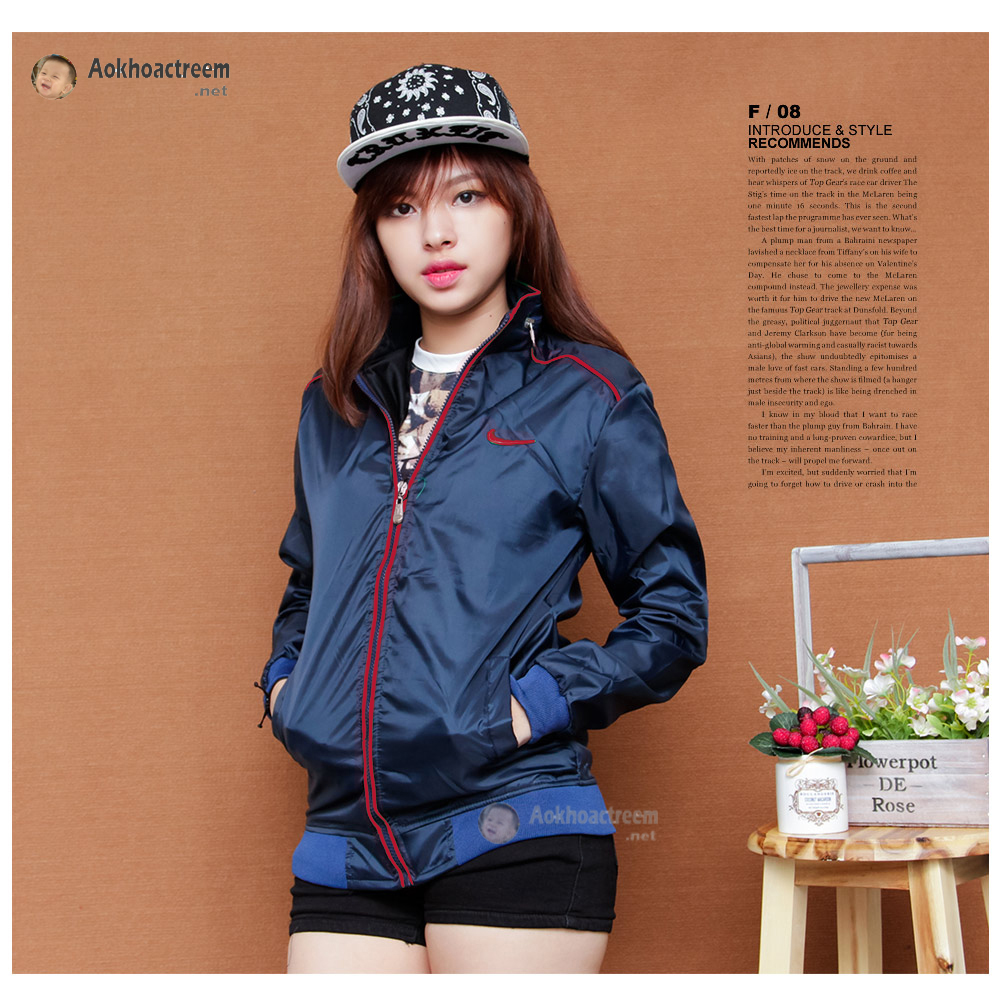 Aokhoactreem
.net
F / 08
INTRODUCE & STYLE
RECOMMENDS
With patches of snow on the ground and
reportedly ice on the track, we drink coffee and
hear whispers of Top Gear's race car driver The
Stig's time on the track in the McLaren being
one minute 16 seconds. This is the second
fastest lap the programme has ever seen. What's
the best time for a journalist, we want to know...
A plump man from a Bahraini newspaper
lavished a necklace from Tiffany's on his wife to
compensate her for his absence on Valentine's
Day. He chose to come to the McLaren
compound instead. The jewellery expense was
worth it for him to drive the new McLaren on
the famous Top Gear track at Dunsfold. Beyond
the greasy, political juggernaut that Top Gear
and Jeremy Clarkson have become (for being
anti-global warming and casually racist towards
Asians), the show undoubtedly epitomises a
male love of fast cars. Standing a few hundred
metres from where the show is filmed (a hanger
just beside the track) is like being drenched in
male insecurity and ego.
I know in my blood that I want to race
faster than the plump guy from Bahrain. I have
no training and a long-proven cowardice, but I
believe my inherent manliness – once out on
the track – will propel me forward.
I'm excited, but suddenly worried that I'm
going to forget how to drive or crash into the
Flowerpot
DE
Rose
Aokhoactreem
.net